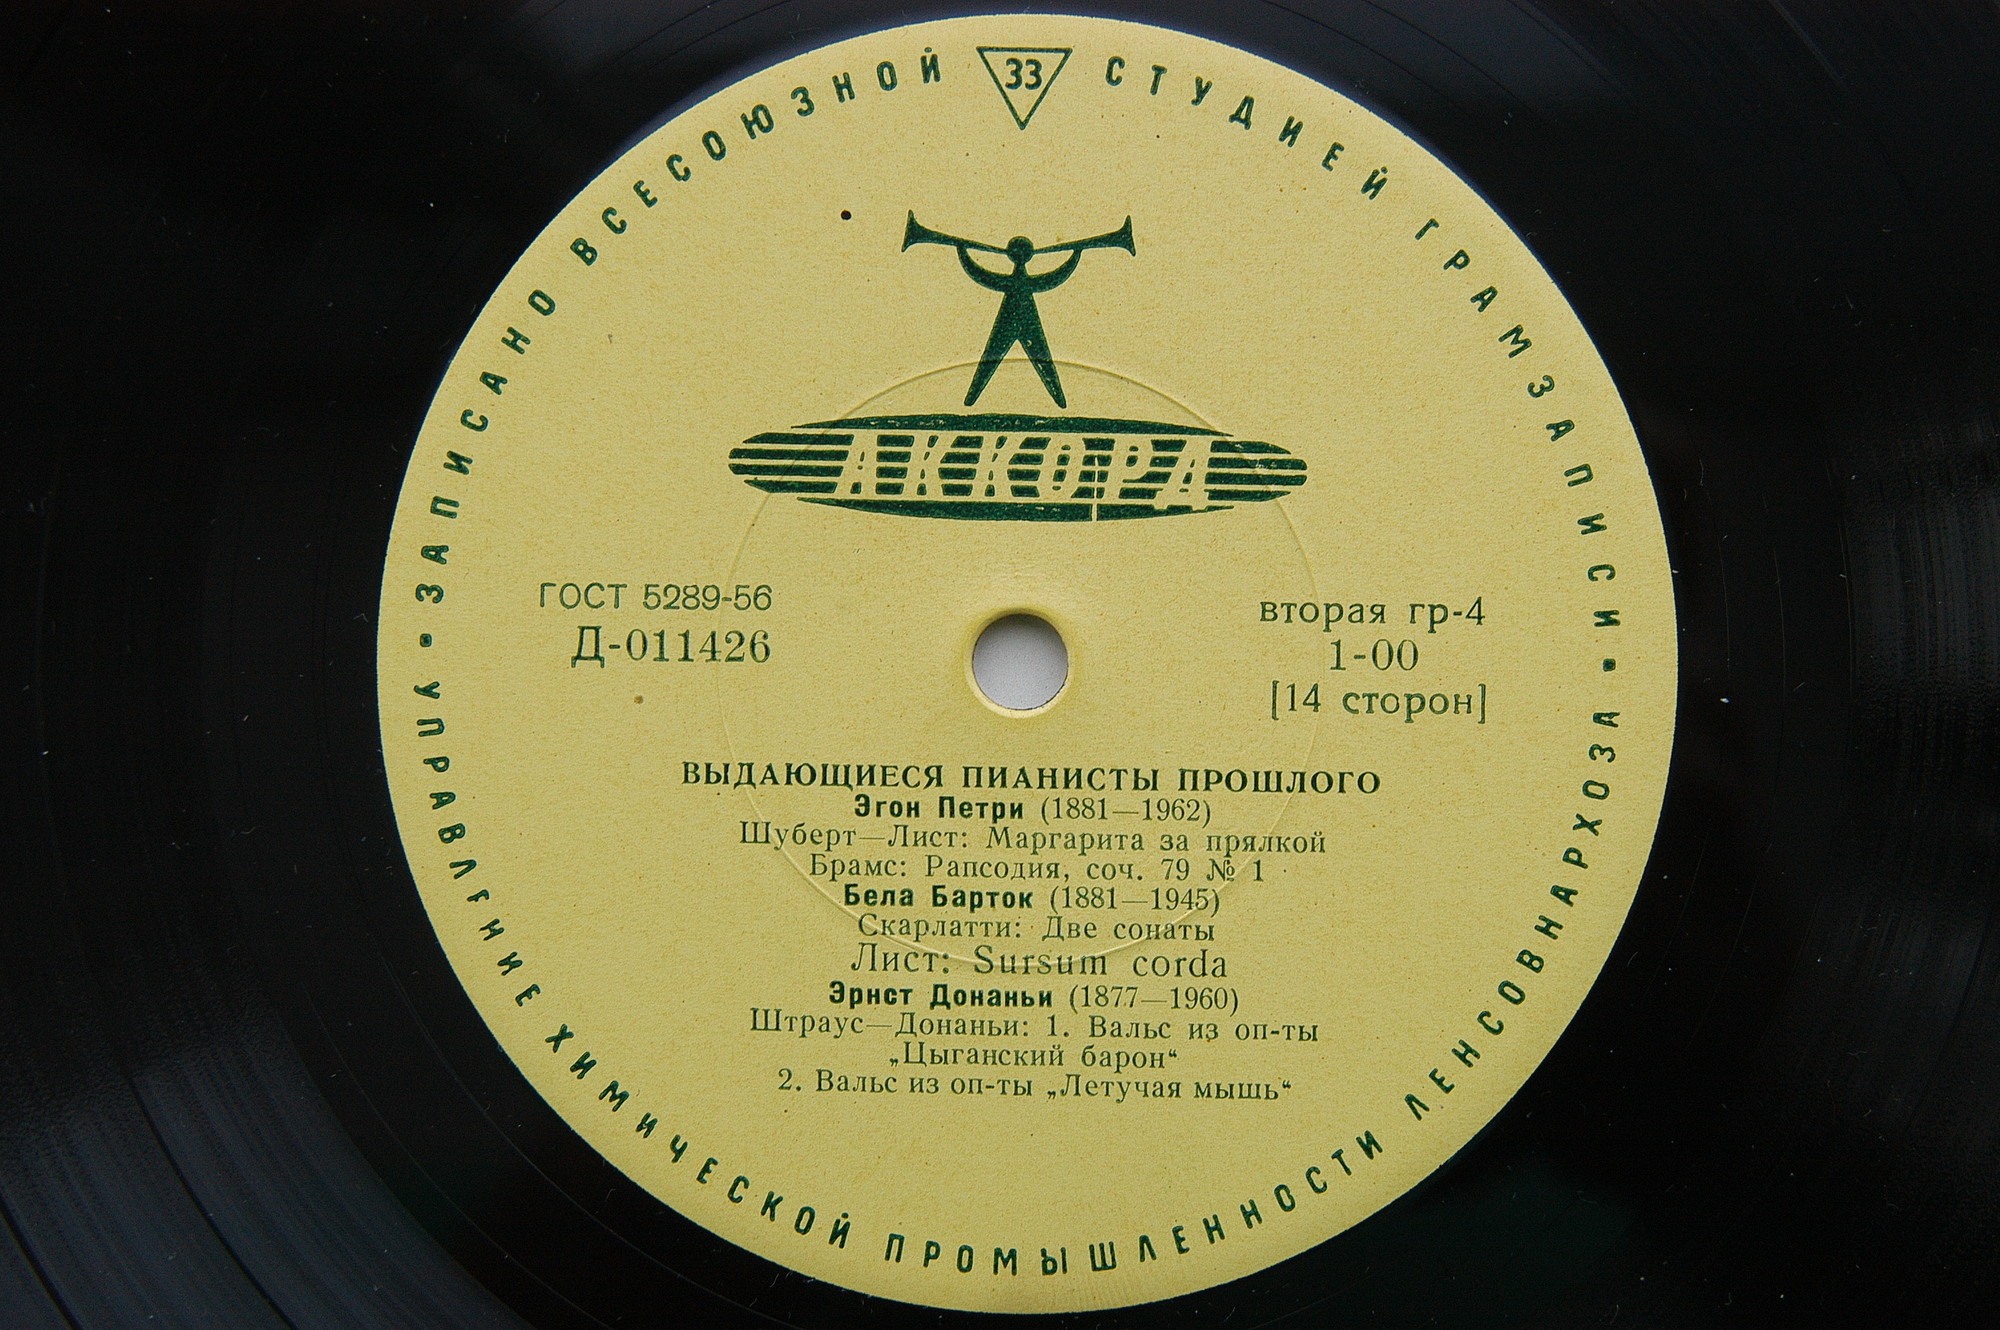 ЗАПИСАНО ВСЕСОЮЗНОЙ СТУДИЕЙ ГРАМЗАПИСИ
33
АККОРД
ГОСТ 5289-56
Д-011426
вторая гр-4
1-00
[14 сторон]
ВЫДАЮЩИЕСЯ ПИАНИСТЫ ПРОШЛОГО
Эгон Петри (1881—1962)
Шуберт—Лист: Маргарита за прялкой
Брамс: Рапсодия, соч. 79 № 1
Бела Барток (1881—1945)
Скарлатти: Две сонаты
Лист: Sursum corda
Эрнст Донаньи (1877—1960)
Штраус—Донаньи: 1. Вальс из оп-ты
„Цыганский барон“
2. Вальс из оп-ты „Летучая мышь“
УПРАВЛЕНИЕ ХИМИЧЕСКОЙ ПРОМЫШЛЕННОСТИ ЛЕНСОВНАРХОЗА